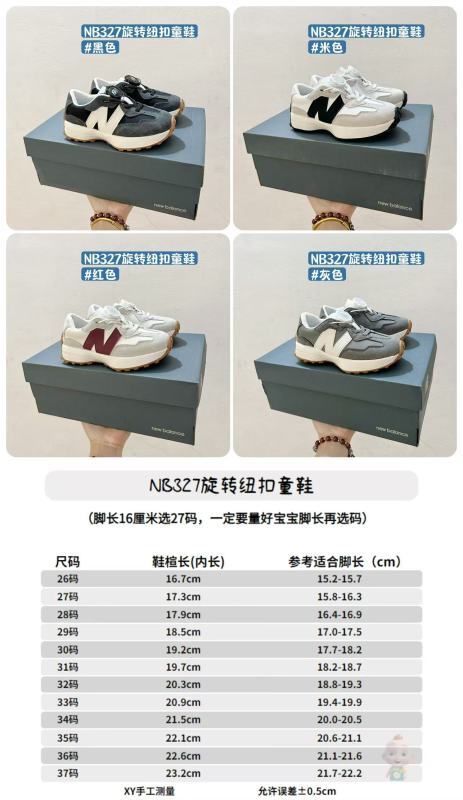 NB327旋转纽扣童鞋
#黑色
new balance
NB327旋转纽扣童鞋
#米色
new balance
NB327旋转纽扣童鞋
#红色
new balance
NB327旋转纽扣童鞋
#灰色
new balance
NB327旋转纽扣童鞋
（脚长16厘米选27码，一定要量好宝宝脚长再选码）
尺码 鞋楦长(内长) 参考适合脚长（cm）
26码 16.7cm 15.2-15.7
27码 17.3cm 15.8-16.3
28码 17.9cm 16.4-16.9
29码 18.5cm 17.0-17.5
30码 19.2cm 17.7-18.2
31码 19.7cm 18.2-18.7
32码 20.3cm 18.8-19.3
33码 20.9cm 19.4-19.9
34码 21.5cm 20.0-20.5
35码 22.1cm 20.6-21.1
36码 22.6cm 21.1-21.6
37码 23.2cm 21.7-22.2
XY手工测量 允许误差±0.5cm